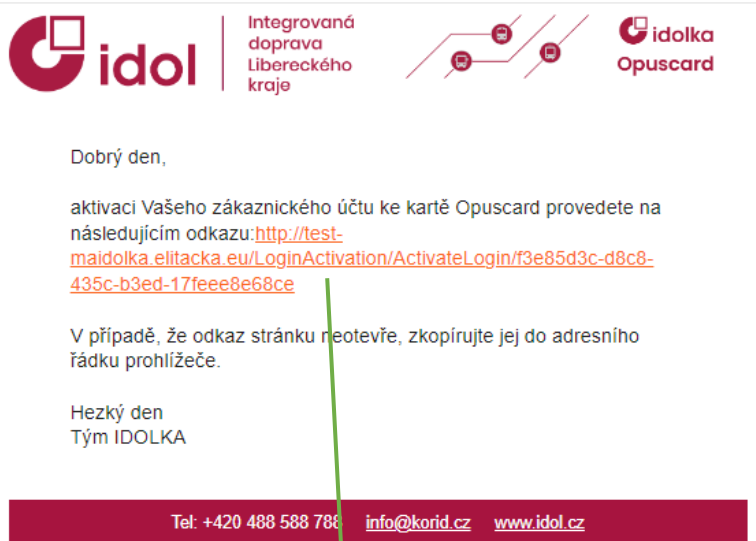 idol
Integrovaná
doprava
Libereckého
kraje
idolka
Opuscard
Dobrý den,
aktivaci Vašeho zákaznického účtu ke kartě Opuscard provedete na
následujícím odkazu:http://test-
maidolka.elitacka.eu/LoginActivation/ActivateLogin/f3e85d3c-d8c8-
435c-b3ed-17feee8e68ce
V případě, že odkaz stránku neotevře, zkopírujte jej do adresního
řádku prohlížeče.
Hezký den
Tým IDOLKA
Tel: +420 488 588 788 info@korid.cz www.idol.cz